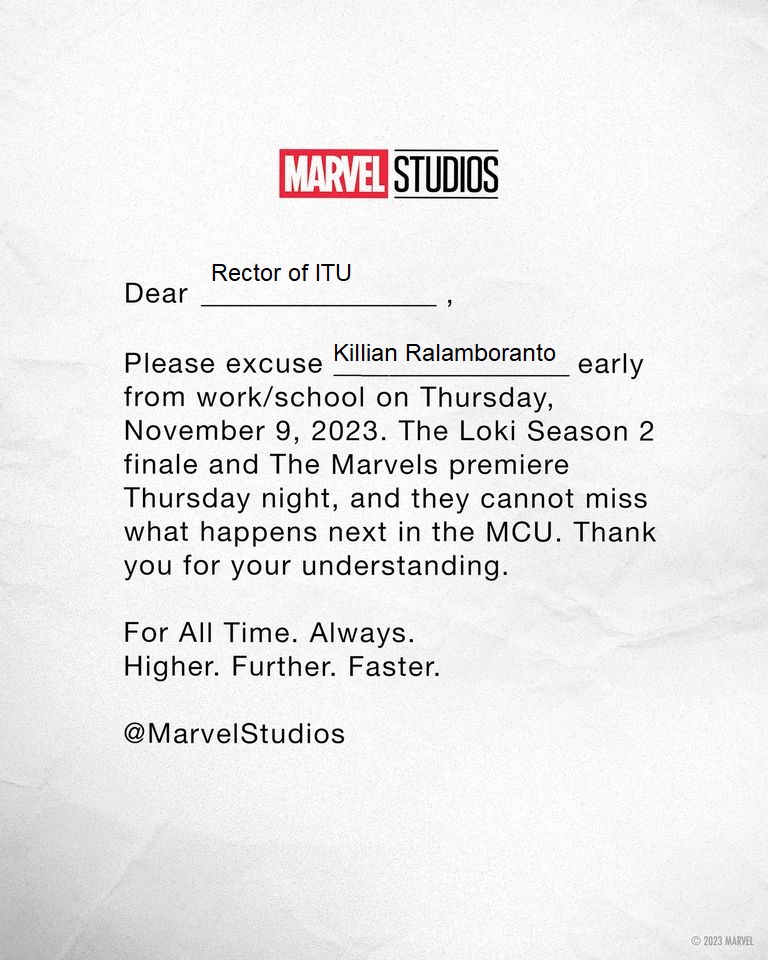 MARVEL STUDIOS
Dear Rector of ITU ,
Please excuse Killian Ralamboranto early
from work/school on Thursday,
November 9, 2023. The Loki Season 2
finale and The Marvels premiere
Thursday night, and they cannot miss
what happens next in the MCU. Thank
you for your understanding.
For All Time. Always.
Higher. Further. Faster.
@MarvelStudios
© 2023 MARVEL